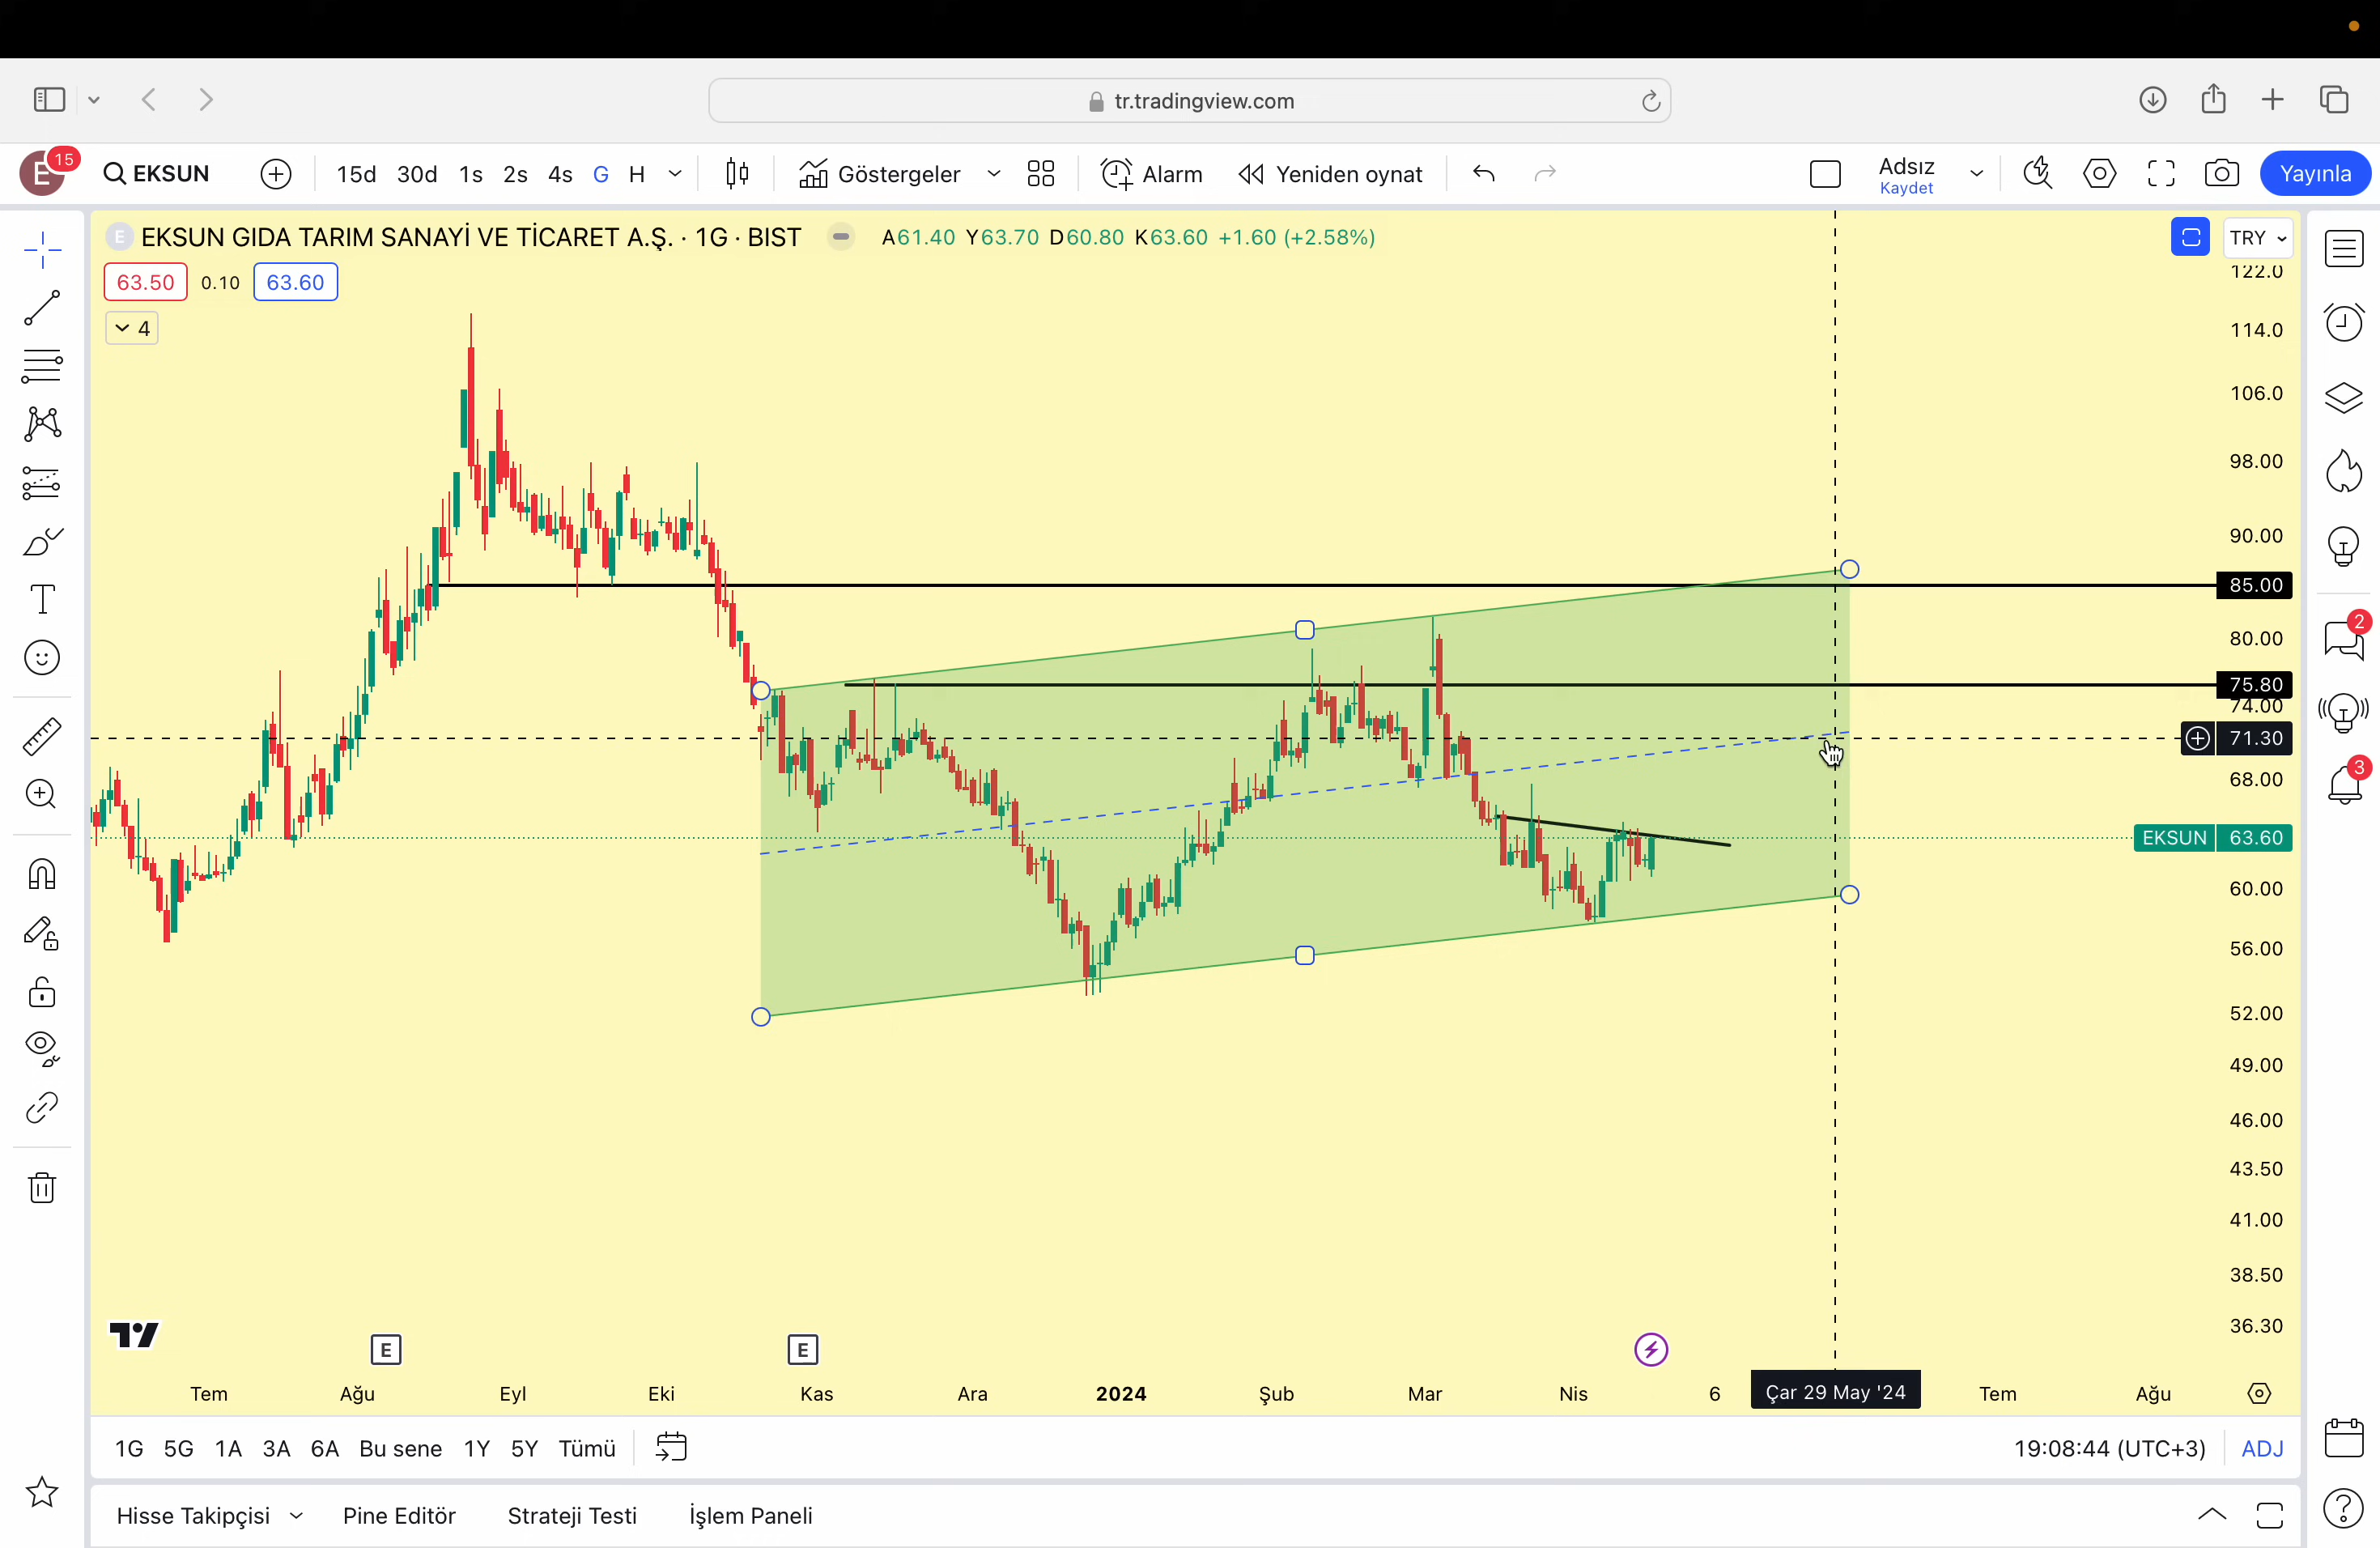 tr.tradingview.com
E 15 EKSUN 15d 30d 1s 2s 4s G H Göstergeler Alarm Yeniden oynat Adsız Yayınla
Kaydet
E EKSUN GIDA TARIM SANAYİ VE TİCARET A.Ş. · 1G · BIST A61.40 Y63.70 D60.80 K63.60 +1.60 (+2.58%) TRY
63.50 0.10 63.60
4
122.0
114.0
106.0
98.00
90.00
85.00
80.00
75.80
74.00
71.30
68.00
EKSUN 63.60
60.00
56.00
52.00
49.00
46.00
43.50
41.00
38.50
36.30
2
3
E E
Tem Ağu Eyl Eki Kas Ara 2024 Şub Mar Nis 6 Çar 29 May '24 Tem Ağu
1G 5G 1A 3A 6A Bu sene 1Y 5Y Tümü 19:08:44 (UTC+3) ADJ
Hisse Takipçisi Pine Editör Strateji Testi İşlem Paneli